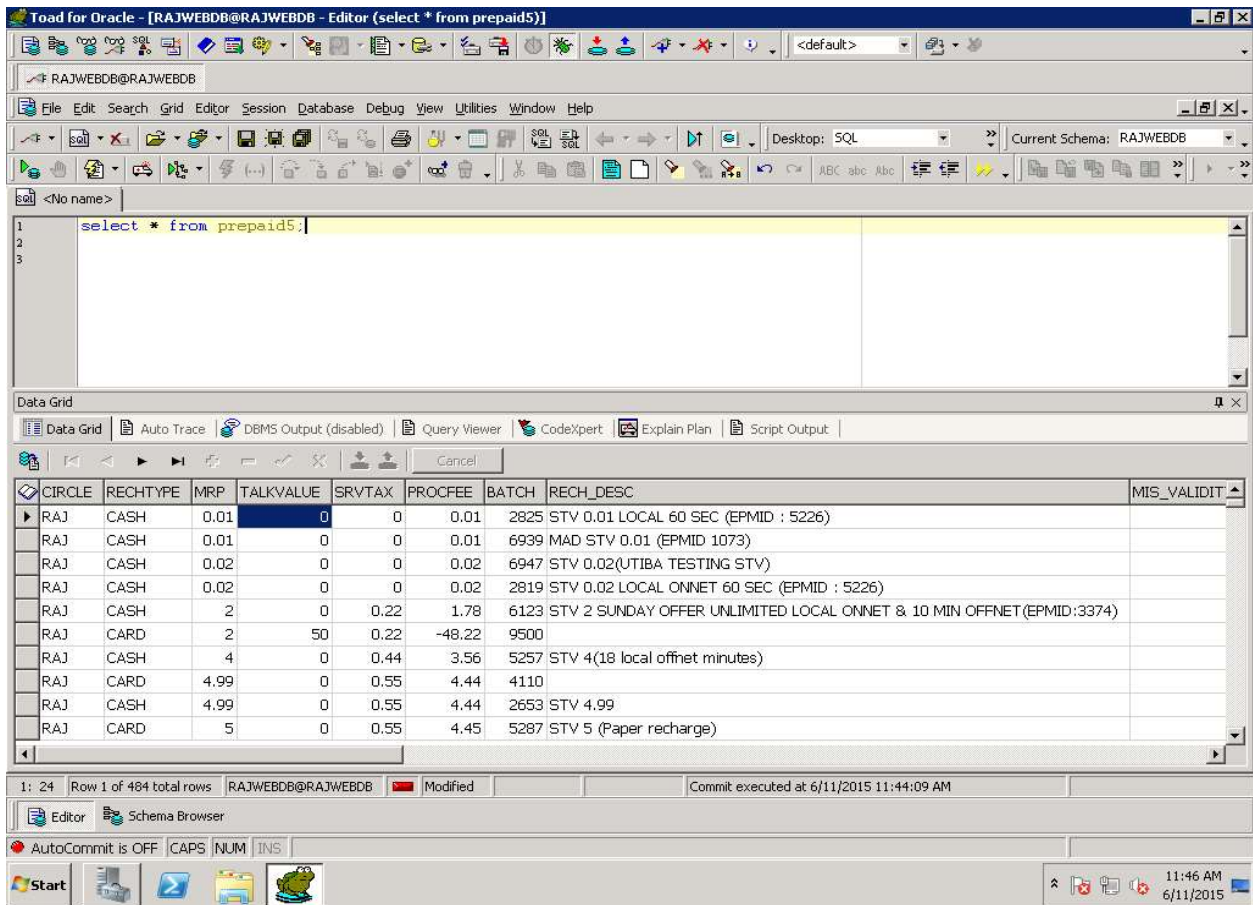 Toad for Oracle - [RAJWEBDB@RAJWEBDB - Editor (select * from prepaid5)]
<default>
RAJWEBDB@RAJWEBDB
File Edit Search Grid Editor Session Database Debug View Utilities Window Help
sql SQL sql Desktop: SQL Current Schema: RAJWEBDB
ABC abc Abc
sql <No name>
1 select * from prepaid5;
2
3
Data Grid
Data Grid Auto Trace DBMS Output (disabled) Query Viewer CodeXpert Explain Plan Script Output
Cancel
CIRCLE RECHTYPE MRP TALKVALUE SRVTAX PROCFEE BATCH RECH_DESC MIS_VALIDIT
RAJ CASH 0.01 0 0 0.01 2825 STV 0.01 LOCAL 60 SEC (EPMID : 5226)
RAJ CASH 0.01 0 0 0.01 6939 MAD STV 0.01 (EPMID 1073)
RAJ CASH 0.02 0 0 0.02 6947 STV 0.02(UTIBA TESTING STV)
RAJ CASH 0.02 0 0 0.02 2819 STV 0.02 LOCAL ONNET 60 SEC (EPMID : 5226)
RAJ CASH 2 0 0.22 1.78 6123 STV 2 SUNDAY OFFER UNLIMITED LOCAL ONNET & 10 MIN OFFNET(EPMID:3374)
RAJ CARD 2 50 0.22 -48.22 9500
RAJ CASH 4 0 0.44 3.56 5257 STV 4(18 local offnet minutes)
RAJ CARD 4.99 0 0.55 4.44 4110
RAJ CASH 4.99 0 0.55 4.44 2653 STV 4.99
RAJ CARD 5 0 0.55 4.45 5287 STV 5 (Paper recharge)
1: 24 Row 1 of 484 total rows RAJWEBDB@RAJWEBDB Modified Commit executed at 6/11/2015 11:44:09 AM
Editor Schema Browser
AutoCommit is OFF CAPS NUM INS
Start 11:46 AM
6/11/2015